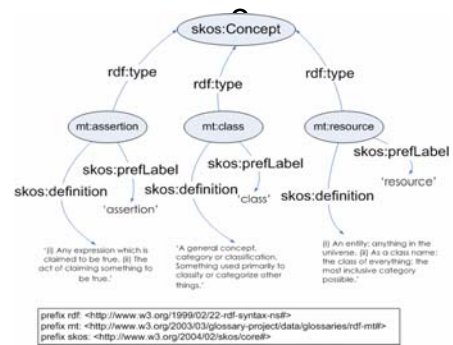 skos:Concept
rdf:type
rdf:type
rdf:type
mt:assertion
mt:class
mt:resource
skos:prefLabel
skos:prefLabel
skos:prefLabel
skos:definition
skos:definition
skos:definition
'assertion'
'class'
'resource'
'(i) Any expression which is
claimed to be true. (ii) The
act of claiming something to
be true.'
'A general concept,
category or classification.
Something used primarily to
classify or categorize other
things.'
(i) An entity; anything in the
universe. (ii) As a class name:
the class of everything; the
most inclusive category
possible.'
prefix rdf: <http://www.w3.org/1999/02/22-rdf-syntax-ns#>
prefix mt: <http://www.w3.org/2003/03/glossary-project/data/glossaries/rdf-mt#>
prefix skos: <http://www.w3.org/2004/02/skos/core#>